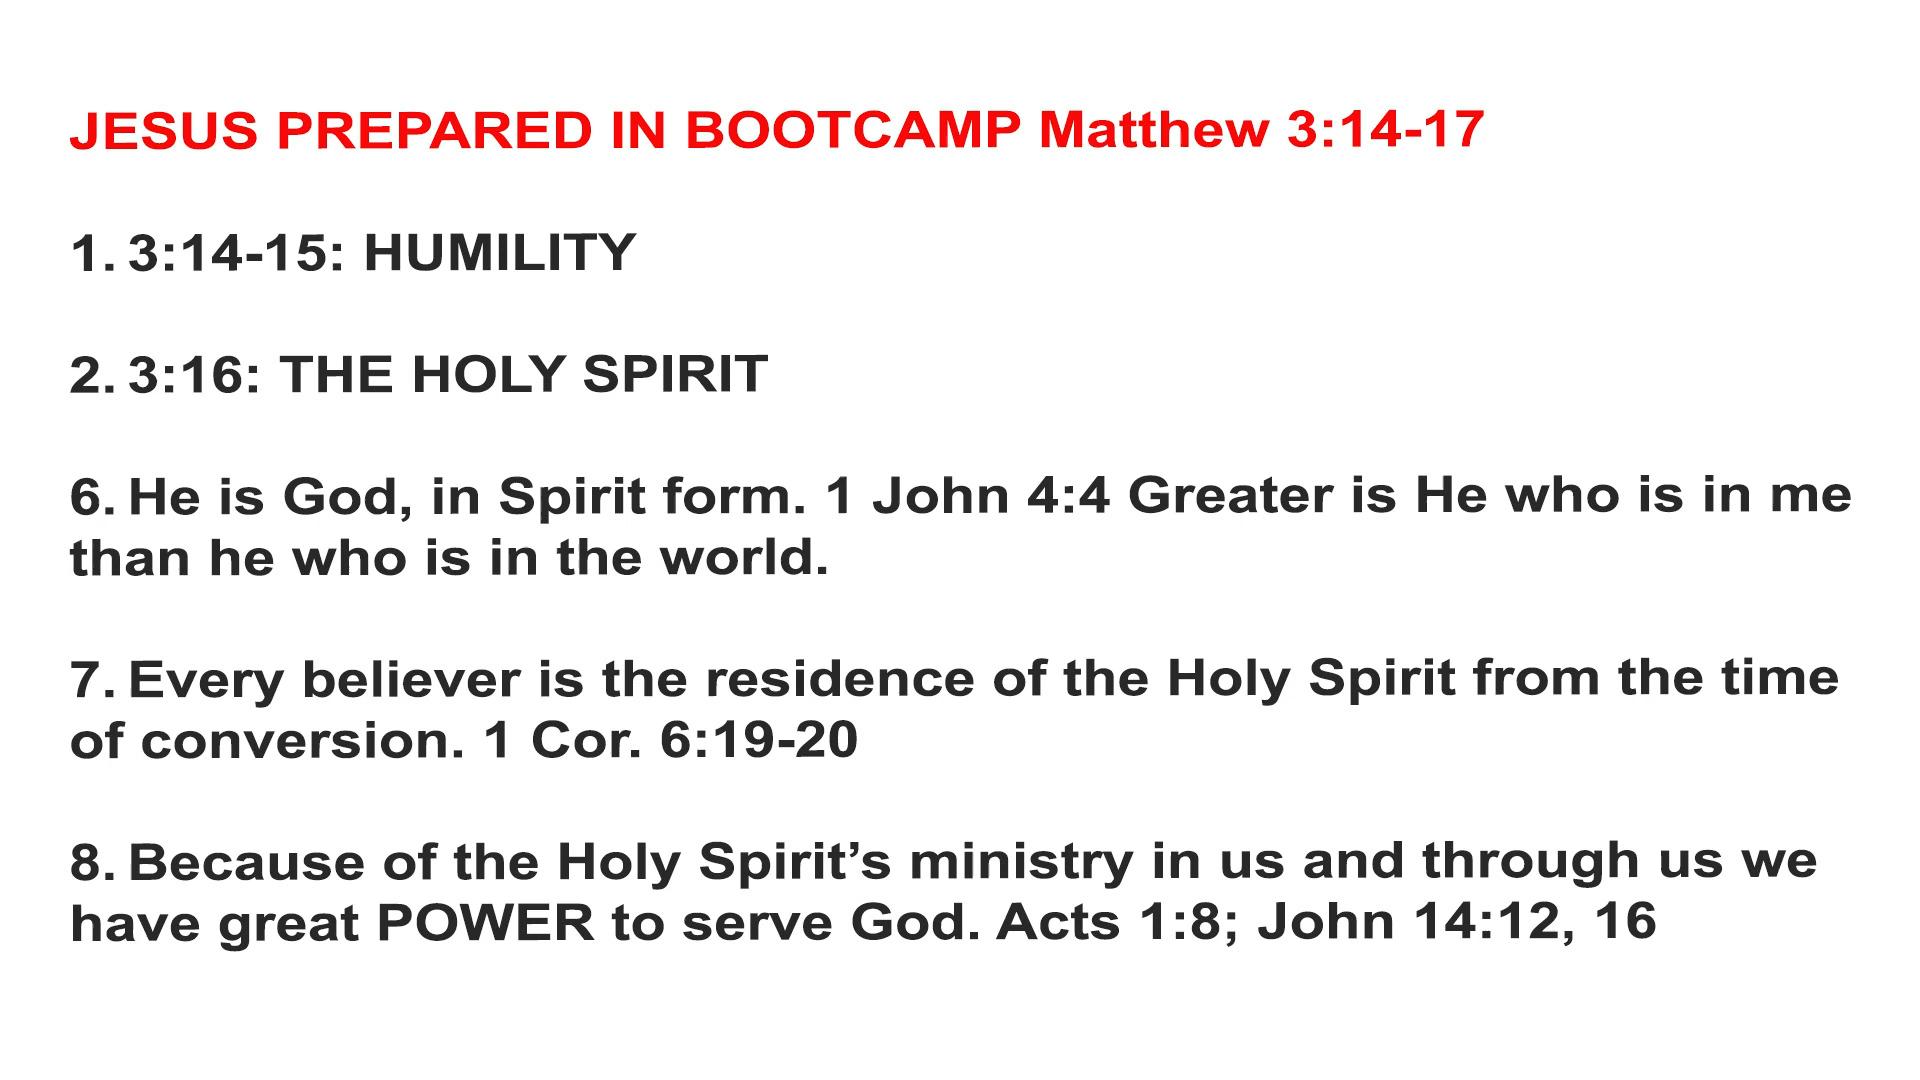 JESUS PREPARED IN BOOTCAMP Matthew 3:14-17
1. 3:14-15: HUMILITY
2. 3:16: THE HOLY SPIRIT
6. He is God, in Spirit form. 1 John 4:4 Greater is He who is in me
than he who is in the world.
7. Every believer is the residence of the Holy Spirit from the time
of conversion. 1 Cor. 6:19-20
8. Because of the Holy Spirit’s ministry in us and through us we
have great POWER to serve God. Acts 1:8; John 14:12, 16